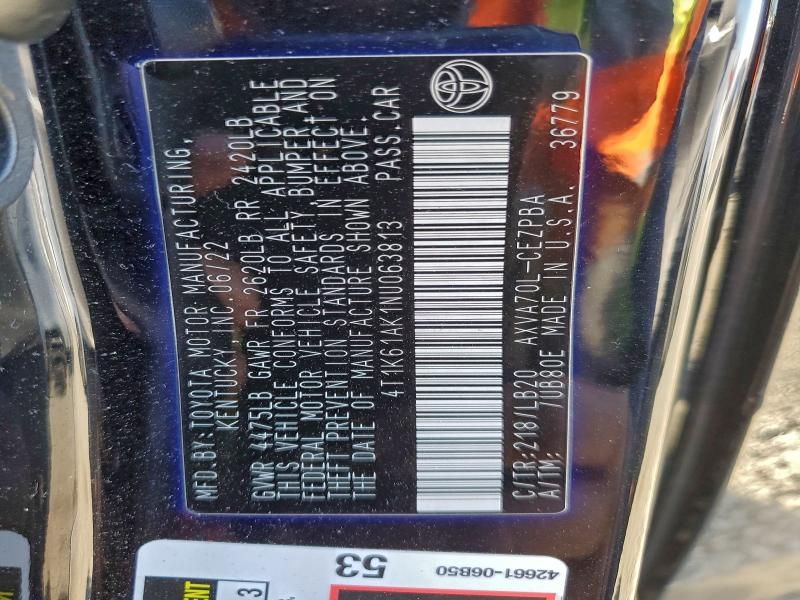 MFD.BY:TOYOTA MOTOR MANUFACTURING,
KENTUCKY, INC. 06/22
GVWR 4475LB GAWR FR 2620LB RR 2420LB
THIS VEHICLE CONFORMS TO ALL APPLICABLE
FEDERAL MOTOR VEHICLE SAFETY, BUMPER, AND
THEFT PREVENTION STANDARDS IN EFFECT ON
THE DATE OF MANUFACTURE SHOWN ABOVE.
4T1K61AK1NU063813 PASS.CAR
C/TR:218/LB20 AXVA70L-CEZPBA
A/TM: /UB80E MADE IN U.S.A. 36779
53
42661-06B50
3